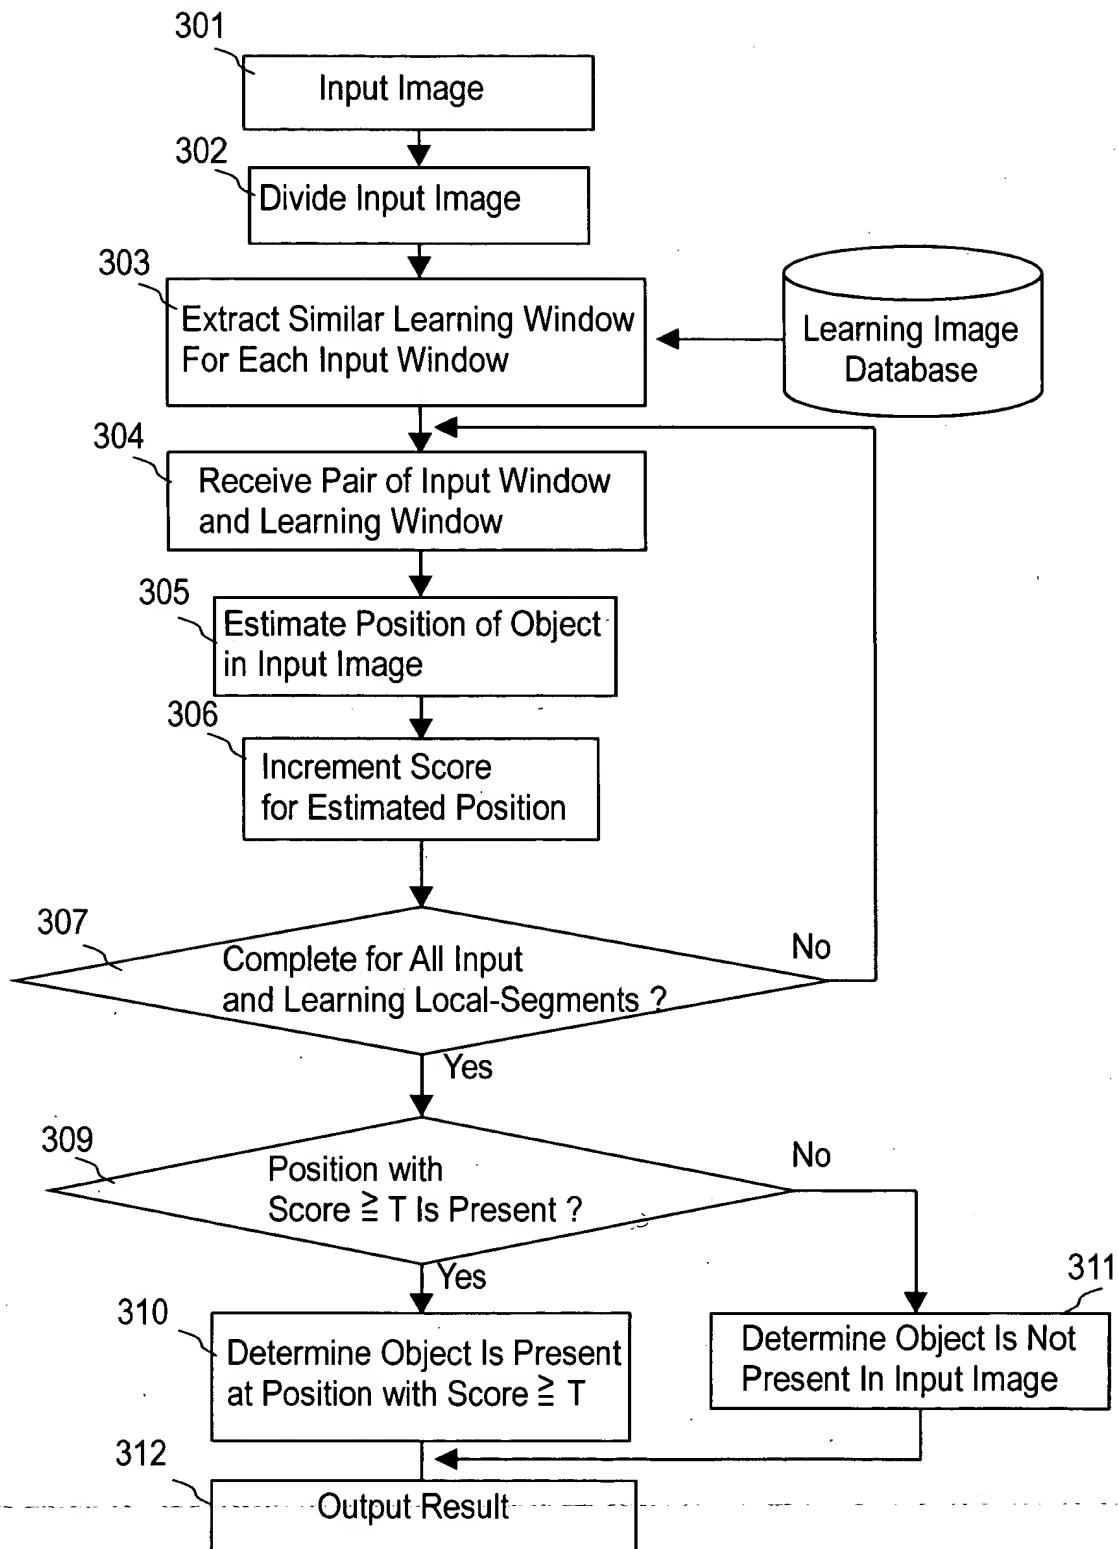 301
Input Image
302
Divide Input Image
303
Extract Similar Learning Window
For Each Input Window
Learning Image
Database
304
Receive Pair of Input Window
and Learning Window
305
Estimate Position of Object
in Input Image
306
Increment Score
for Estimated Position
307
Complete for All Input
and Learning Local-Segments ?
No
Yes
309
Position with
Score ≧ T Is Present ?
No
Yes
310
Determine Object Is Present
at Position with Score ≧ T
311
Determine Object Is Not
Present In Input Image
312
Output Result